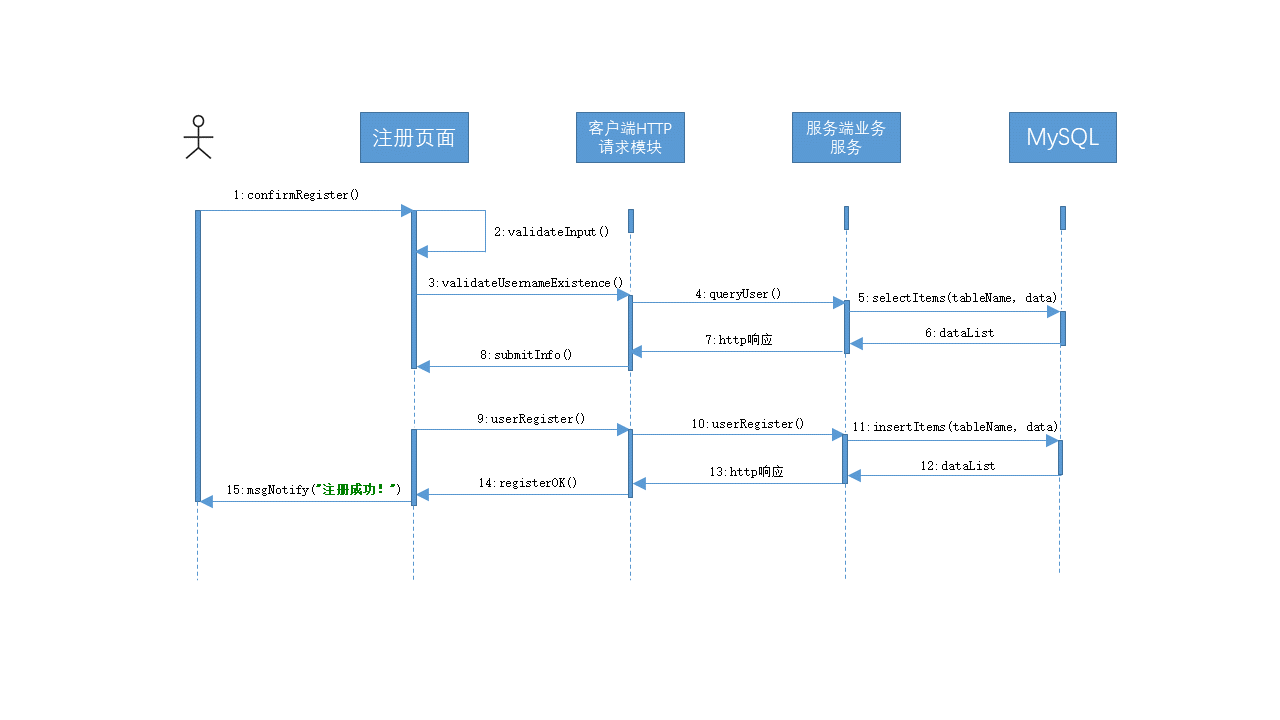 注册页面
客户端HTTP
请求模块
服务端业务
服务
MySQL
1:confirmRegister()
2:validateInput()
3:validateUsernameExistence()
4:queryUser()
5:selectItems(tableName, data)
6:dataList
7:http响应
8:submitInfo()
9:userRegister()
10:userRegister()
11:insertItems(tableName, data)
12:dataList
13:http响应
14:registerOK()
15:msgNotify("注册成功！")